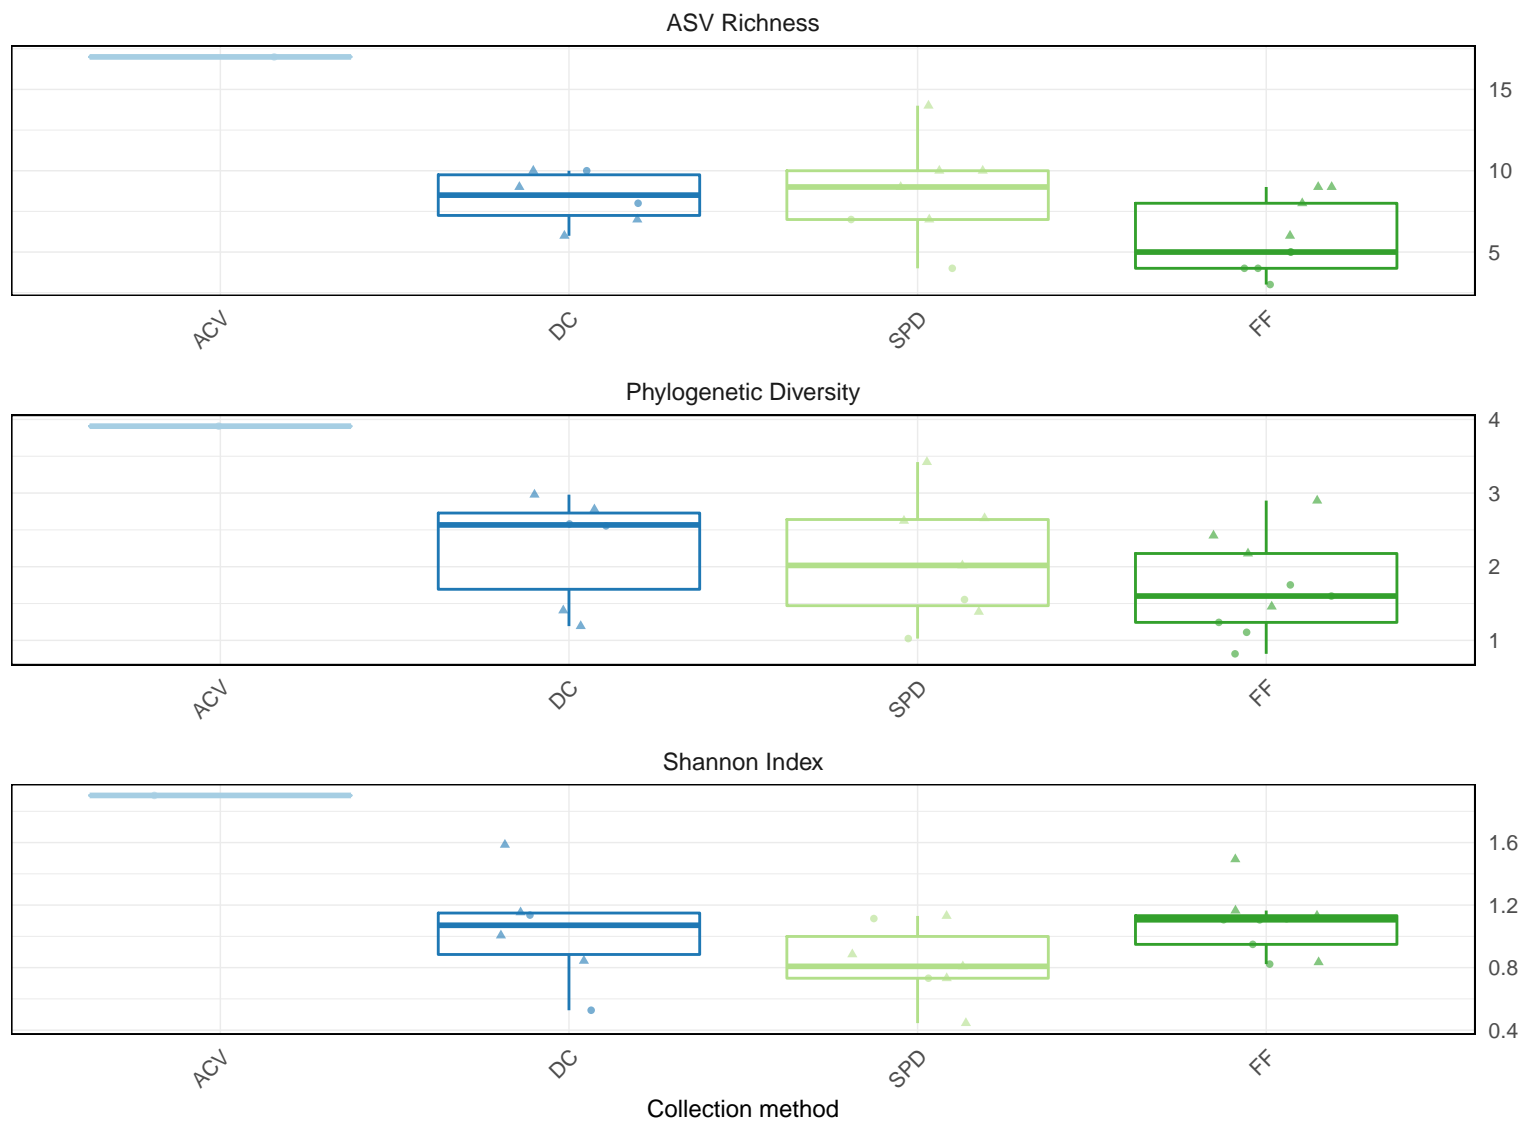 ASV Richness
15
10
5
ACV DC SPD FF
Phylogenetic Diversity
4
3
2
1
ACV DC SPD FF
Shannon Index
1.6
1.2
0.8
0.4
ACV DC SPD FF
Collection method